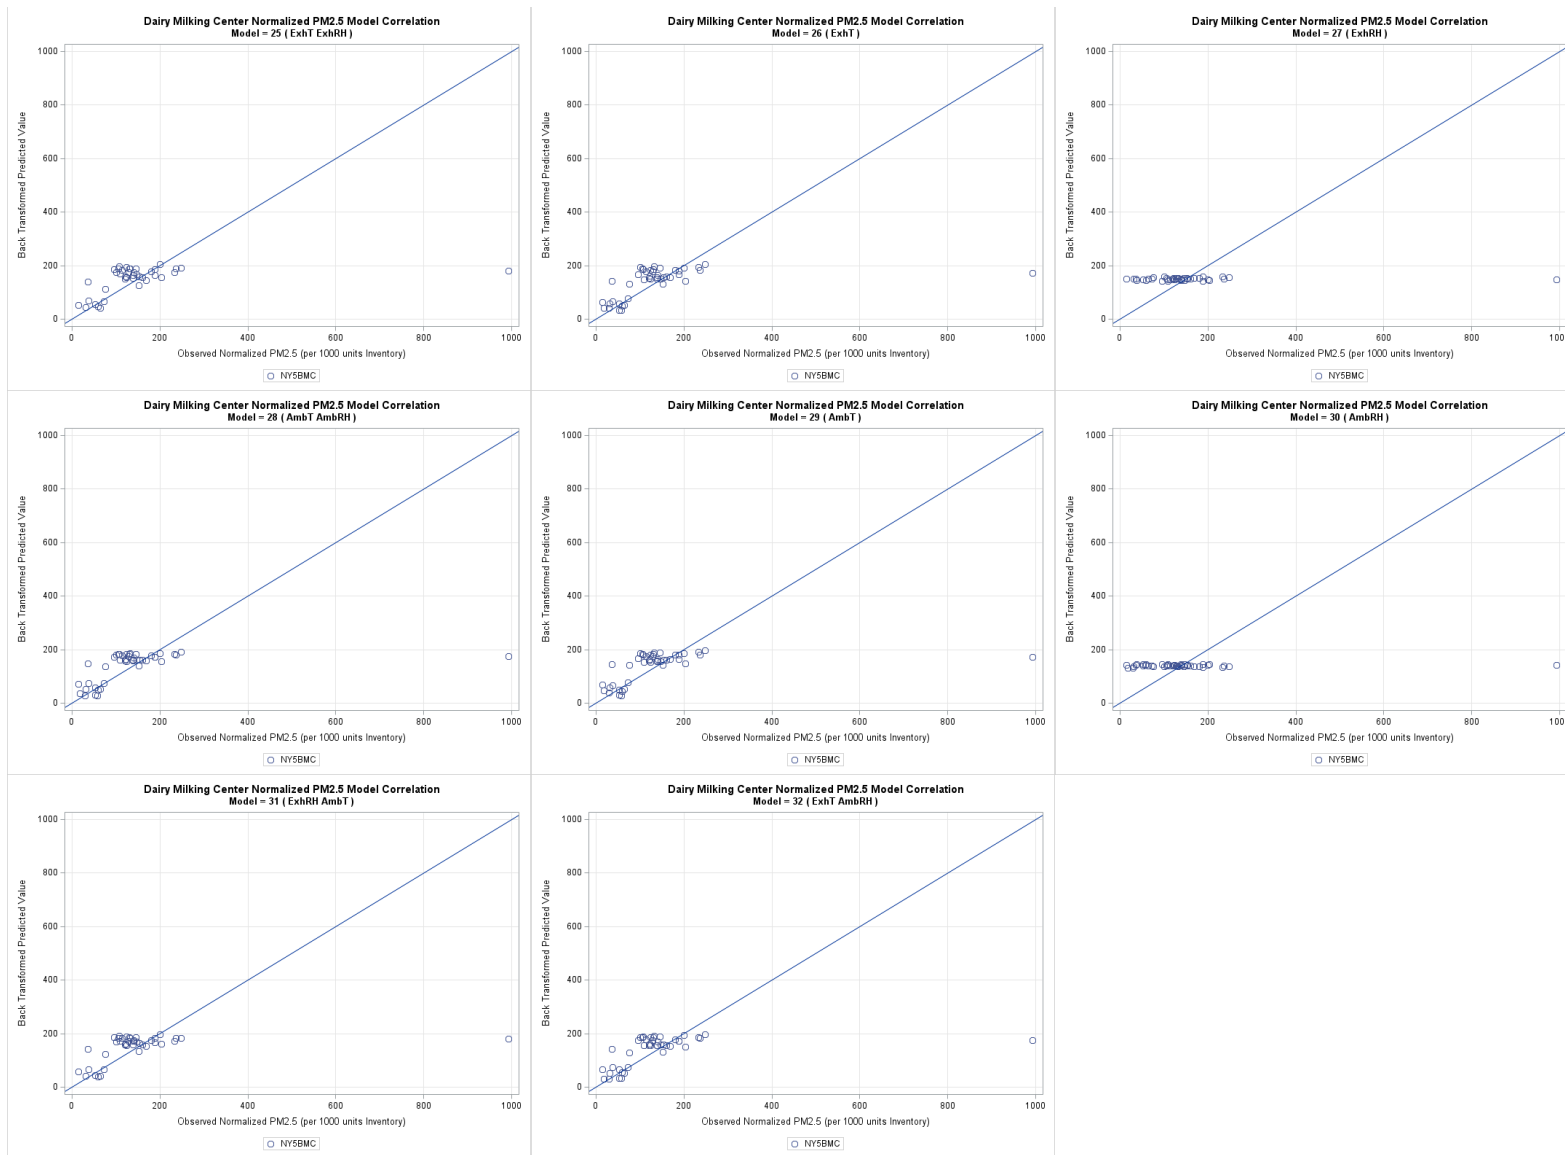 Dairy Milking Center Normalized PM2.5 Model Correlation
Model = 25 ( ExhT ExhRH )
1000
800
600
400
200
0
Back Transformed Predicted Value
0 200 400 600 800 1000
Observed Normalized PM2.5 (per 1000 units Inventory)
NY5BMC
Dairy Milking Center Normalized PM2.5 Model Correlation
Model = 26 ( ExhT )
1000
800
600
400
200
0
Back Transformed Predicted Value
0 200 400 600 800 1000
Observed Normalized PM2.5 (per 1000 units Inventory)
NY5BMC
Dairy Milking Center Normalized PM2.5 Model Correlation
Model = 27 ( ExhRH )
1000
800
600
400
200
0
Back Transformed Predicted Value
0 200 400 600 800 100
Observed Normalized PM2.5 (per 1000 units Inventory)
NY5BMC
Dairy Milking Center Normalized PM2.5 Model Correlation
Model = 28 ( AmbT AmbRH )
1000
800
600
400
200
0
Back Transformed Predicted Value
0 200 400 600 800 1000
Observed Normalized PM2.5 (per 1000 units Inventory)
NY5BMC
Dairy Milking Center Normalized PM2.5 Model Correlation
Model = 29 ( AmbT )
1000
800
600
400
200
0
Back Transformed Predicted Value
0 200 400 600 800 1000
Observed Normalized PM2.5 (per 1000 units Inventory)
NY5BMC
Dairy Milking Center Normalized PM2.5 Model Correlation
Model = 30 ( AmbRH )
1000
800
600
400
200
0
Back Transformed Predicted Value
0 200 400 600 800 100
Observed Normalized PM2.5 (per 1000 units Inventory)
NY5BMC
Dairy Milking Center Normalized PM2.5 Model Correlation
Model = 31 ( ExhRH AmbT )
1000
800
600
400
200
0
Back Transformed Predicted Value
0 200 400 600 800 1000
Observed Normalized PM2.5 (per 1000 units Inventory)
NY5BMC
Dairy Milking Center Normalized PM2.5 Model Correlation
Model = 32 ( ExhT AmbRH )
1000
800
600
400
200
0
Back Transformed Predicted Value
0 200 400 600 800 1000
Observed Normalized PM2.5 (per 1000 units Inventory)
NY5BMC